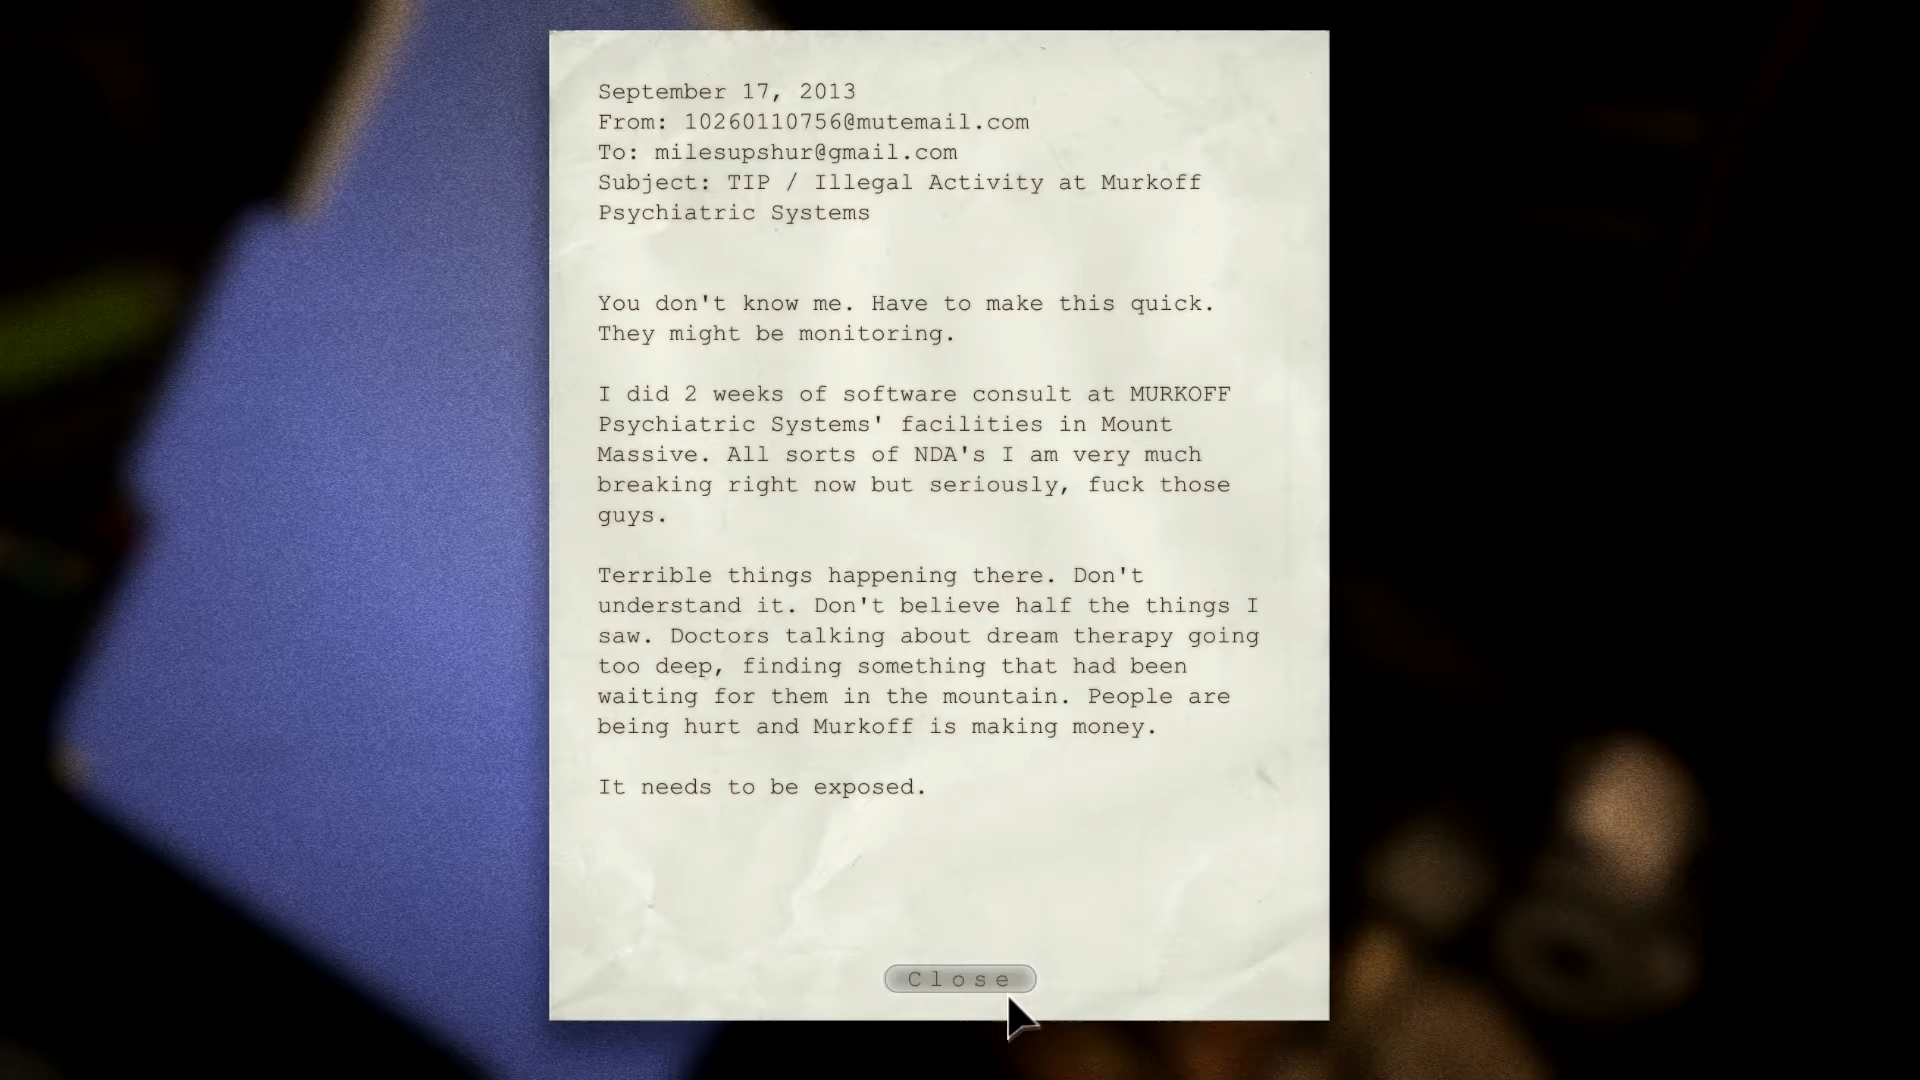 September 17, 2013
From: 10260110756@mutemail.com
To: milesupshur@gmail.com
Subject: TIP / Illegal Activity at Murkoff
Psychiatric Systems
You don't know me. Have to make this quick.
They might be monitoring.
I did 2 weeks of software consult at MURKOFF
Psychiatric Systems' facilities in Mount
Massive. All sorts of NDA's I am very much
breaking right now but seriously, fuck those
guys.
Terrible things happening there. Don't
understand it. Don't believe half the things I
saw. Doctors talking about dream therapy going
too deep, finding something that had been
waiting for them in the mountain. People are
being hurt and Murkoff is making money.
It needs to be exposed.
Close